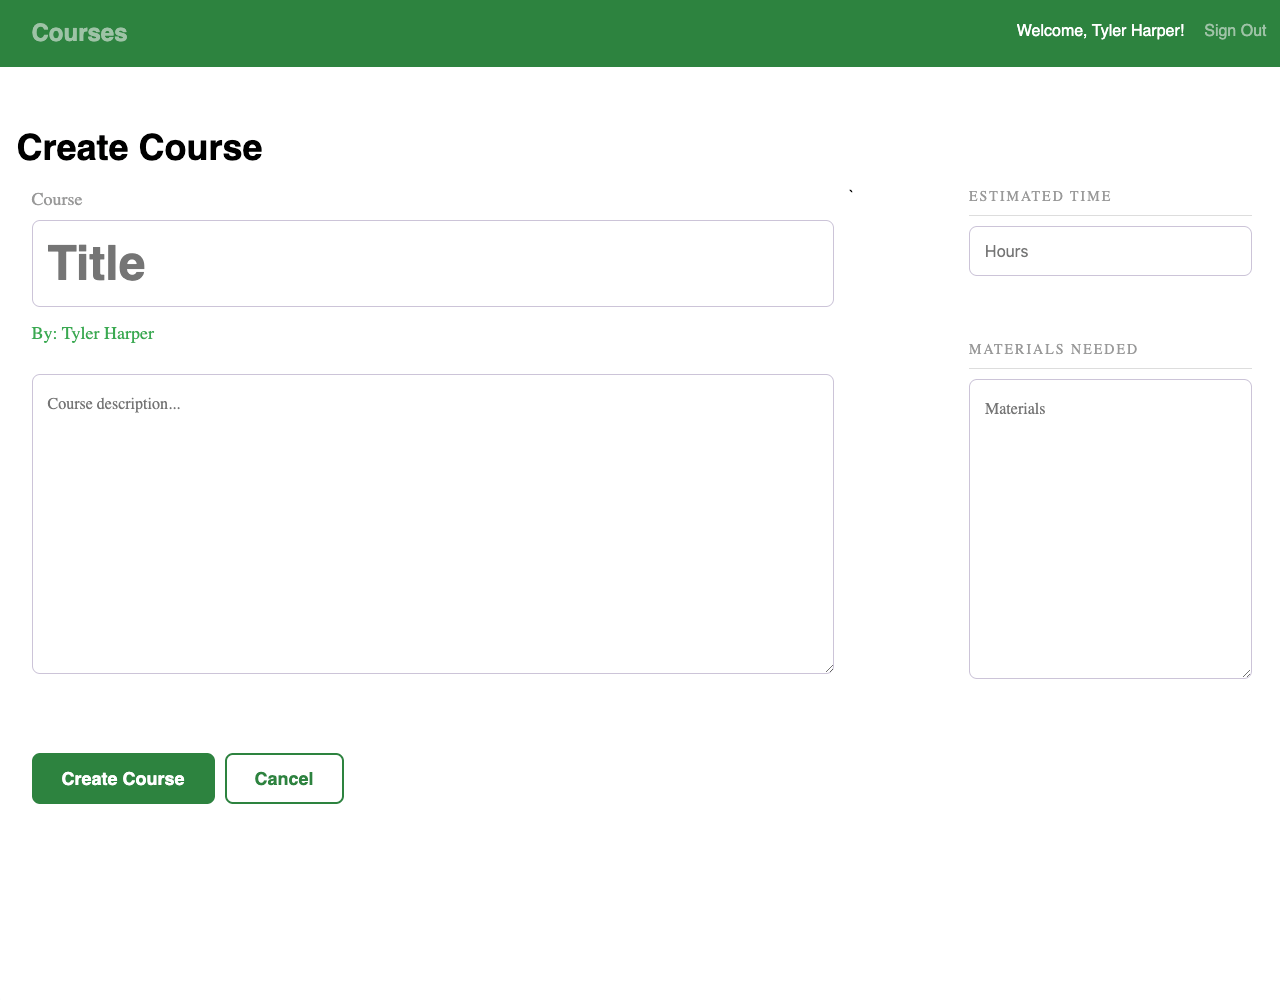 Courses
Welcome, Tyler Harper!
Sign Out
Create Course
Course
Title
By: Tyler Harper
Course description...
`
ESTIMATED TIME
Hours
MATERIALS NEEDED
Materials
Create Course
Cancel